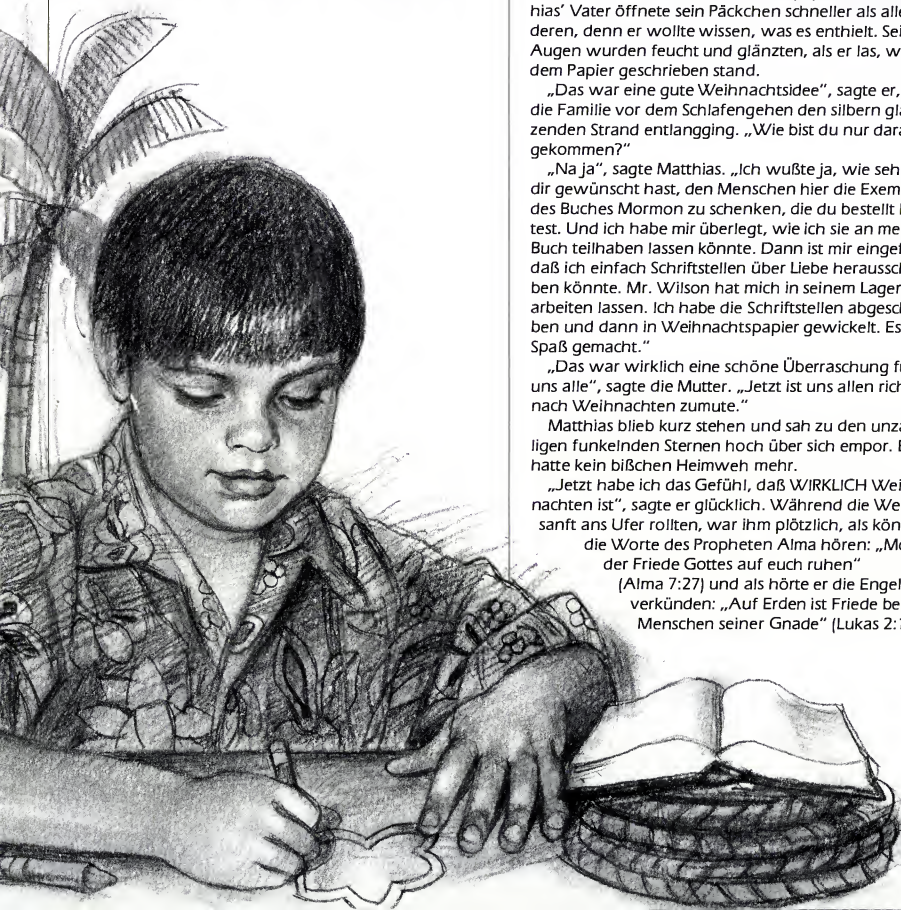 hias' Vater öffnete sein Päckchen schneller als alle
deren, denn er wollte wissen, was es enthielt. Sei
Augen wurden feucht und glänzten, als er las, w
dem Papier geschrieben stand.
„Das war eine gute Weihnachtsidee", sagte er,
die Familie vor dem Schlafengehen den silbern glä
zenden Strand entlangging. „Wie bist du nur dara
gekommen?"
„Na ja", sagte Matthias. „Ich wußte ja, wie seh
dir gewünscht hast, den Menschen hier die Exem
des Buches Mormon zu schenken, die du bestellt
test. Und ich habe mir überlegt, wie ich sie an me
Buch teilhaben lassen könnte. Dann ist mir eingef
daß ich einfach Schriftstellen über Liebe heraussc
ben könnte. Mr. Wilson hat mich in seinem Lager
arbeiten lassen. Ich habe die Schriftstellen abgesc
ben und dann in Weihnachtspapier gewickelt. Es
Spaß gemacht."
„Das war wirklich eine schöne Überraschung f
uns alle", sagte die Mutter. „Jetzt ist uns allen rich
nach Weihnachten zumute."
Matthias blieb kurz stehen und sah zu den unzä
ligen funkelnden Sternen hoch über sich empor. E
hatte kein bißchen Heimweh mehr.
„Jetzt habe ich das Gefühl, daß WIRKLICH Wei
nachten ist", sagte er glücklich. Während die We
sanft ans Ufer rollten, war ihm plötzlich, als kön
die Worte des Propheten Alma hören: „Mö
der Friede Gottes auf euch ruhen"
(Alma 7:27) und als hörte er die Engel
verkünden: „Auf Erden ist Friede be
Menschen seiner Gnade" (Lukas 2: